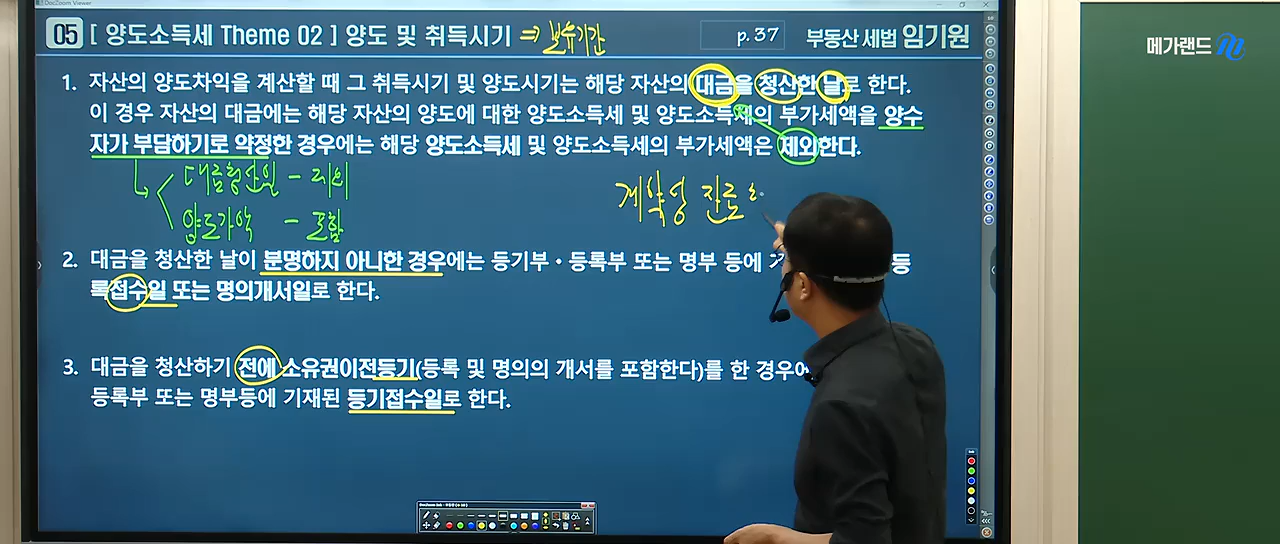 DocZoom Viewer
05 [ 양도소득세 Theme 02 ] 양도 및 취득시기 ⇒ 보유기간
p. 37
부동산 세법 임기원
메가랜드
1. 자산의 양도차익을 계산할 때 그 취득시기 및 양도시기는 해당 자산의 대금을 청산한 날로 한다.
이 경우 자산의 대금에는 해당 자산의 양도에 대한 양도소득세 및 양도소득세의 부가세액을 양수
자가 부담하기로 약정한 경우에는 해당 양도소득세 및 양도소득세의 부가세액은 제외한다.
대금청산일 - 제외
양도가액 - 포함
계약상 잔금
2. 대금을 청산한 날이 분명하지 아니한 경우에는 등기부·등록부 또는 명부 등에 등
록접수일 또는 명의개서일로 한다.
3. 대금을 청산하기 전에 소유권이전등기(등록 및 명의의 개서를 포함한다)를 한 경우에
등록부 또는 명부등에 기재된 등기접수일로 한다.